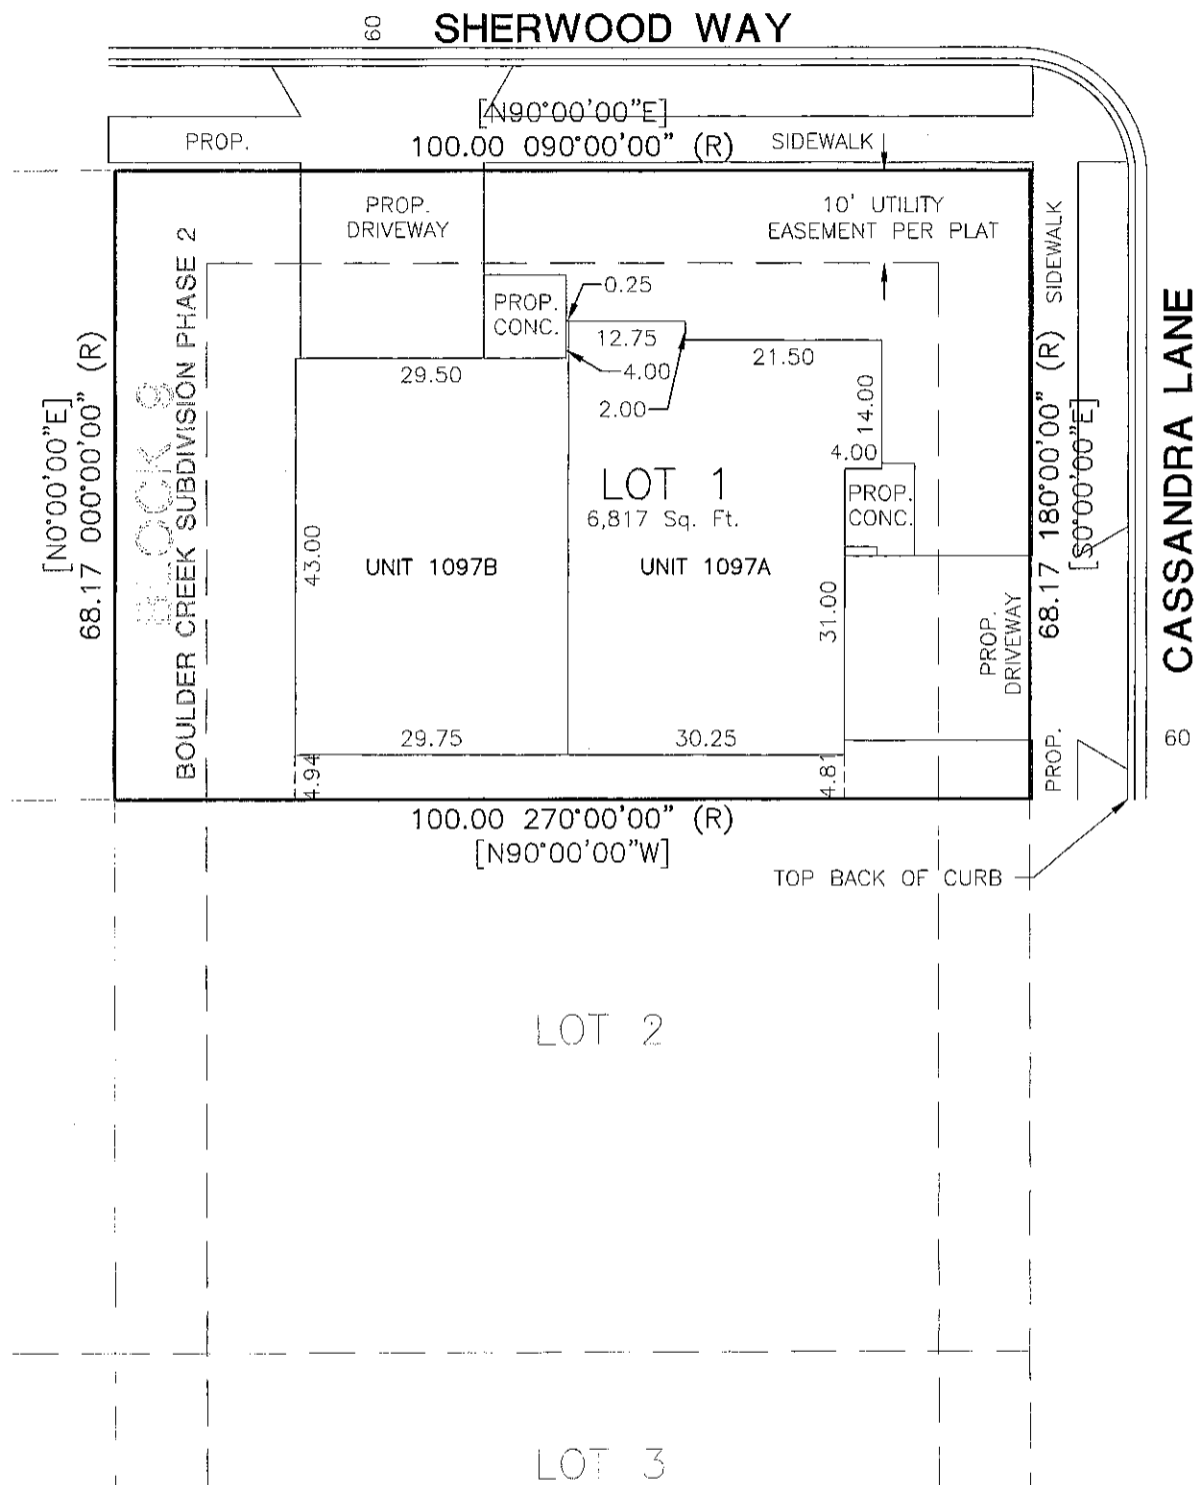 60
SHERWOOD WAY
[N90°00'00"E]
100.00 090°00'00" (R)
PROP.
SIDEWALK
PROP.
DRIVEWAY
10' UTILITY
EASEMENT PER PLAT
SIDEWALK
PROP.
CONC.
0.25
12.75
4.00
2.00
21.50
29.50
14.00
4.00
PROP.
CONC.
LOT 1
6,817 Sq. Ft.
UNIT 1097B
UNIT 1097A
43.00
31.00
29.75
30.25
4.94
4.81
BLOCK 8
BOULDER CREEK SUBDIVISION PHASE 2
[N0°00'00"E]
68.17 000°00'00" (R)
68.17 180°00'00" (R)
[S0°00'00"E]
PROP.
DRIVEWAY
PROP.
CASSANDRA LANE
60
100.00 270°00'00" (R)
[N90°00'00"W]
TOP BACK OF CURB
LOT 2
LOT 3